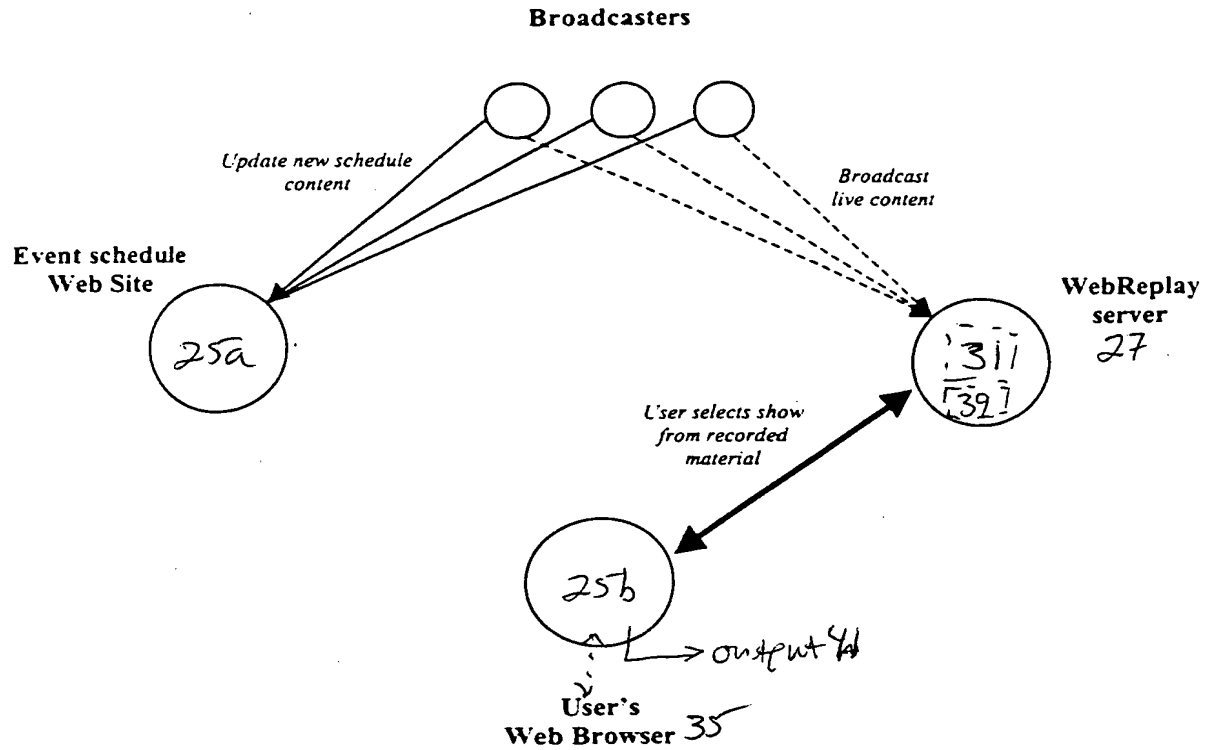 Broadcasters
Update new schedule
content
Broadcast
live content
Event schedule
Web Site
25a
WebReplay
server
27
31
39
User selects show
from recorded
material
25b
output
User's
Web Browser 35